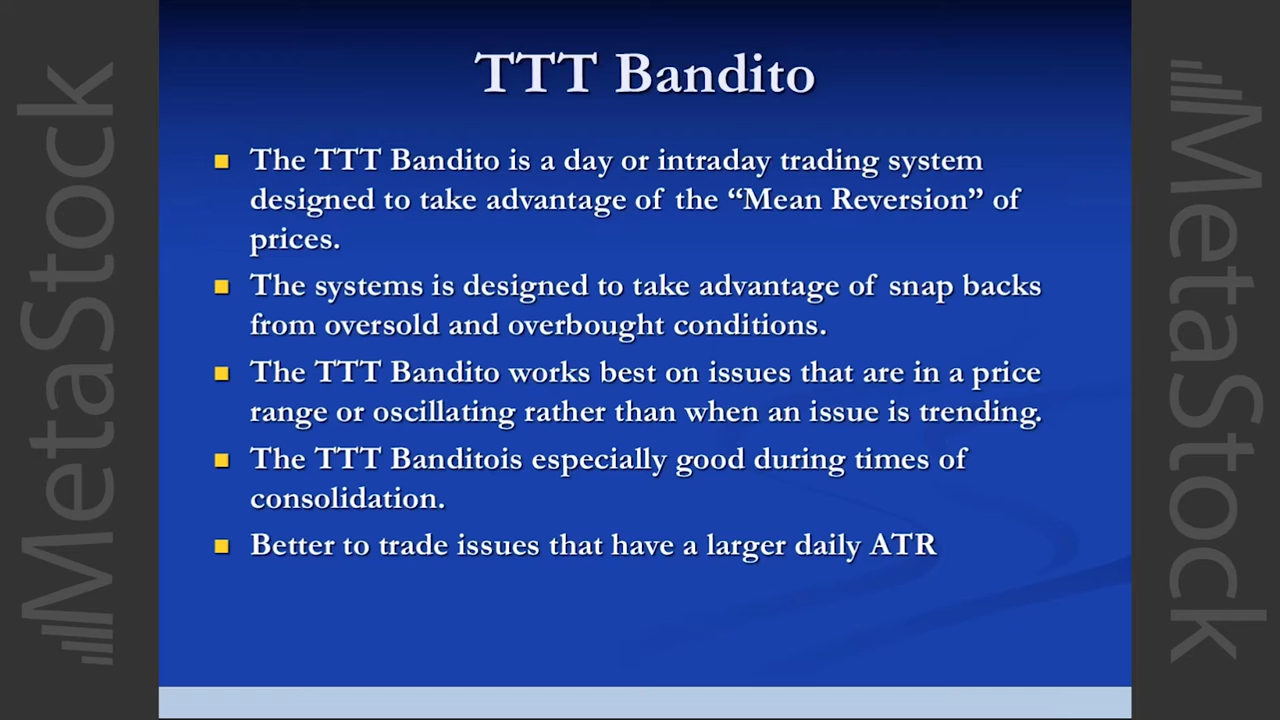 TTT Bandito
The TTT Bandito is a day or intraday trading system
designed to take advantage of the “Mean Reversion” of
prices.
The systems is designed to take advantage of snap backs
from oversold and overbought conditions.
The TTT Bandito works best on issues that are in a price
range or oscillating rather than when an issue is trending.
The TTT Banditois especially good during times of
consolidation.
Better to trade issues that have a larger daily ATR
MetaStock
MetaStock